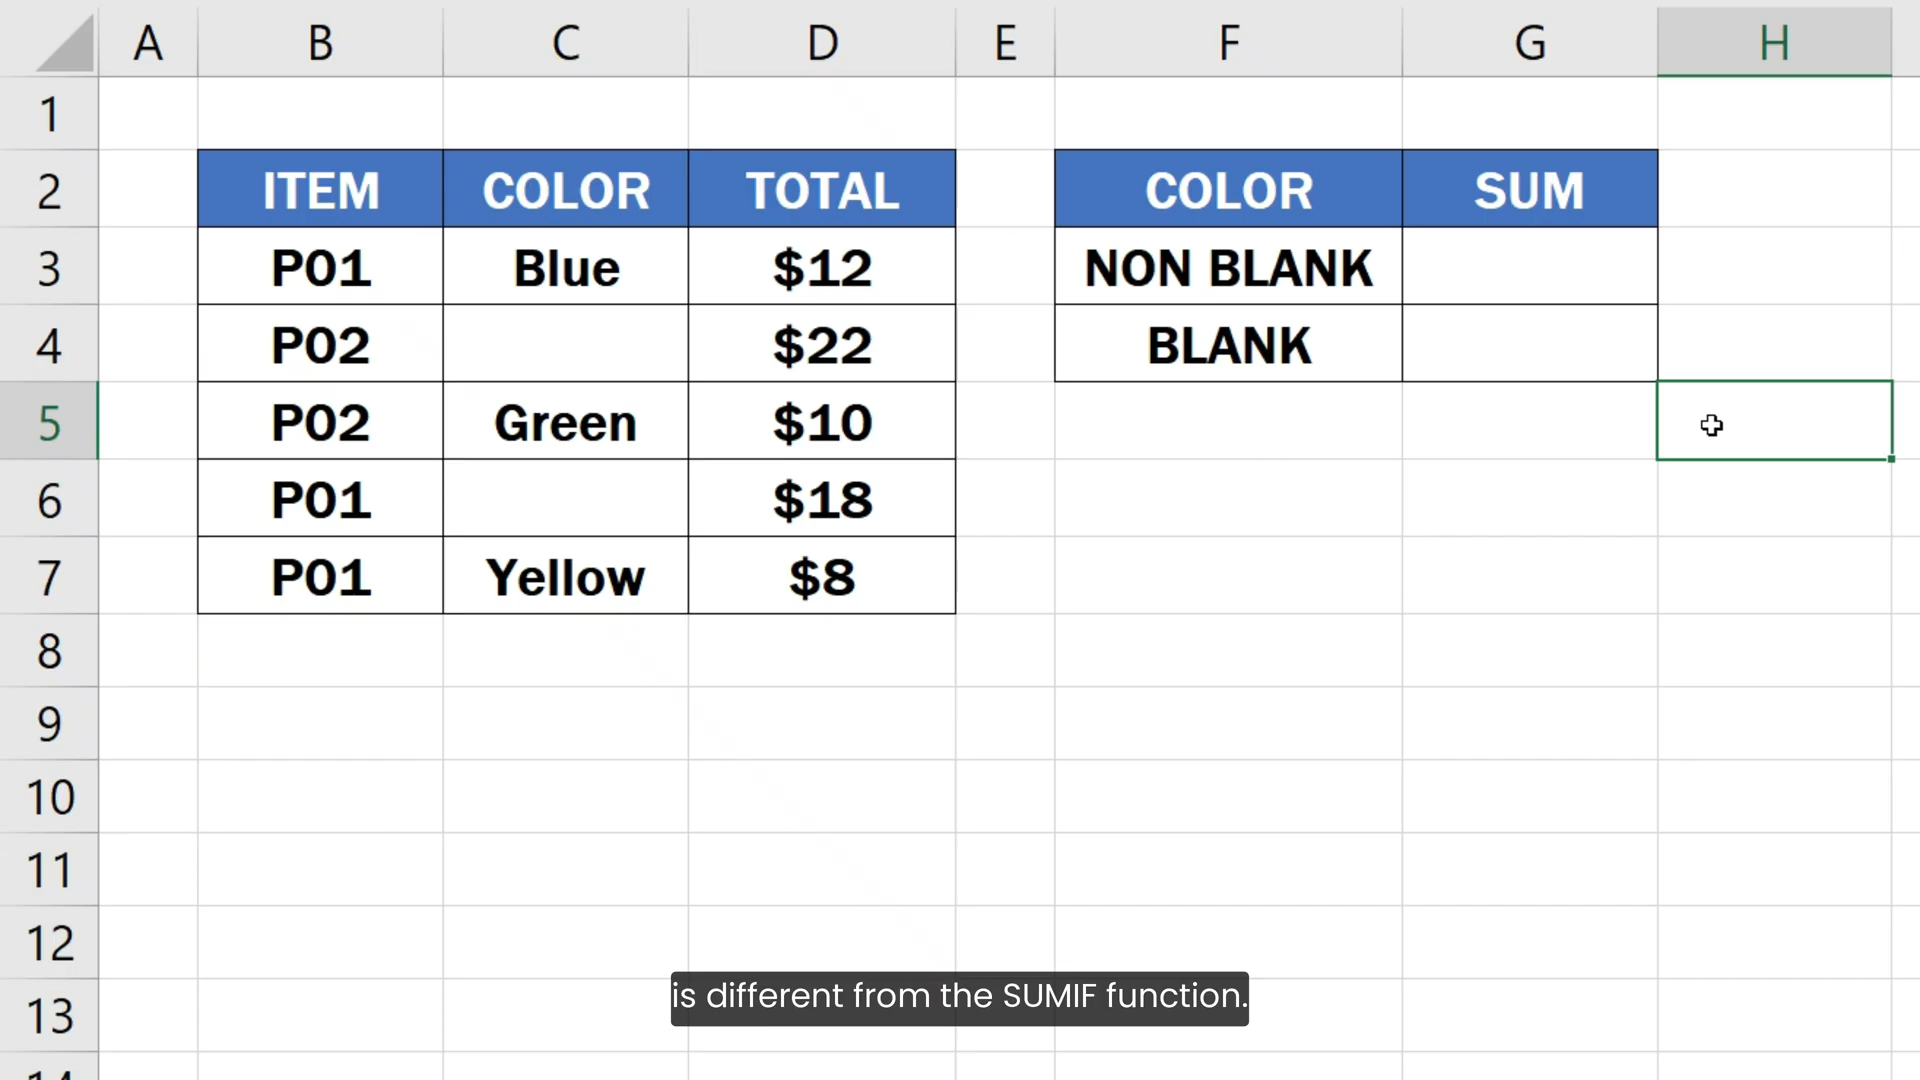 A B C D E F G H
1
2 ITEM COLOR TOTAL COLOR SUM
3 P01 Blue $12 NON BLANK
4 P02 $22 BLANK
5 P02 Green $10
6 P01 $18
7 P01 Yellow $8
8
9
10
11
12
13
is different from the SUMIF function.
14